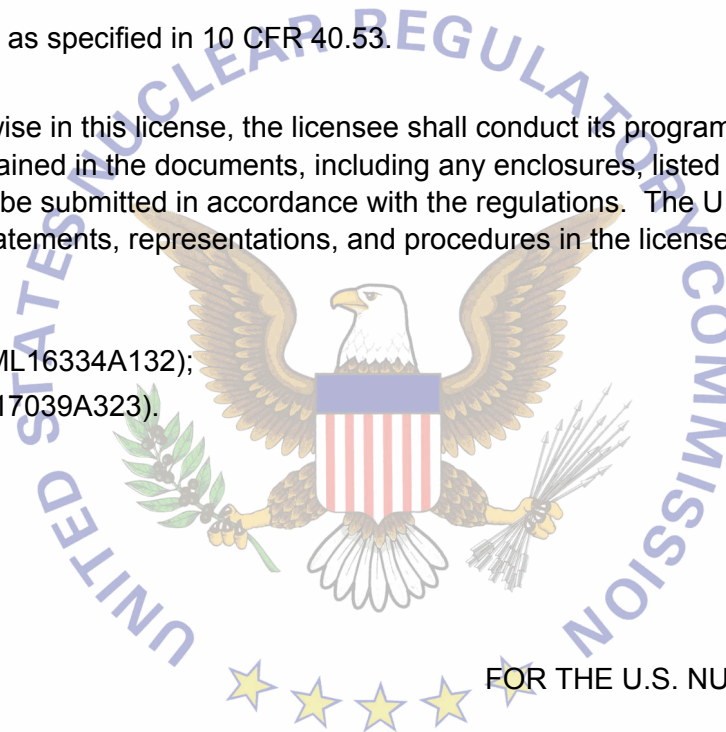 as specified in 10 CFR 40.53.
wise in this license, the licensee shall conduct its program
tained in the documents, including any enclosures, listed
be submitted in accordance with the regulations.  The U
atements, representations, and procedures in the license
ML16334A132);
17039A323).
UNITED STATES NUCLEAR REGULATORY COMMISSION
FOR THE U.S. NU